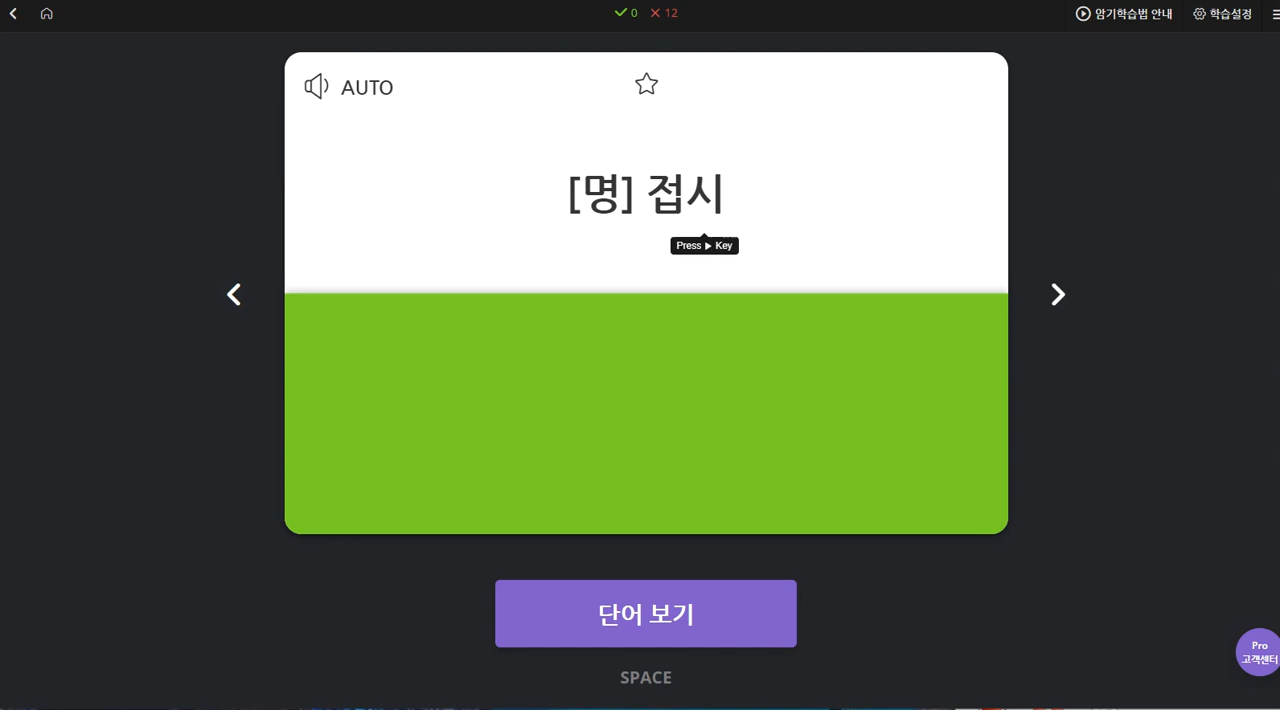 0 12 암기학습법 안내 학습설정
AUTO
[명] 접시
Press Key
단어 보기
SPACE
Pro
고객센터